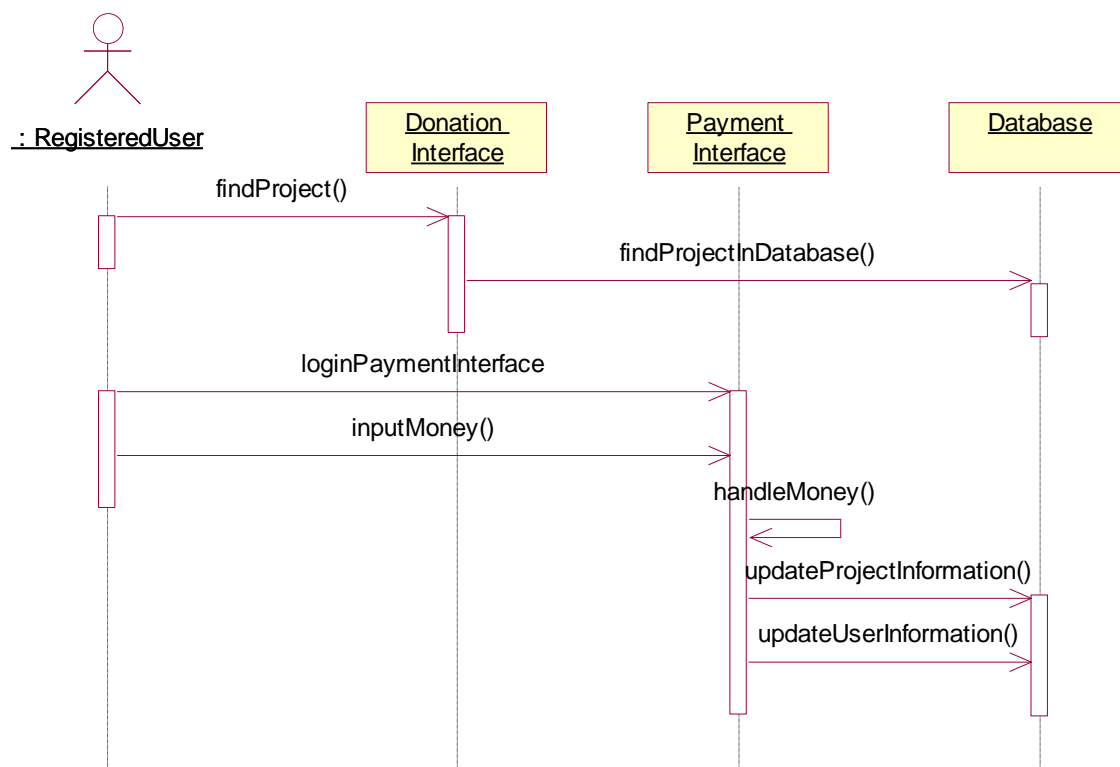 : RegisteredUser
Donation
Interface
Payment
Interface
Database
findProject()
findProjectInDatabase()
loginPaymentInterface
inputMoney()
handleMoney()
updateProjectInformation()
updateUserInformation()